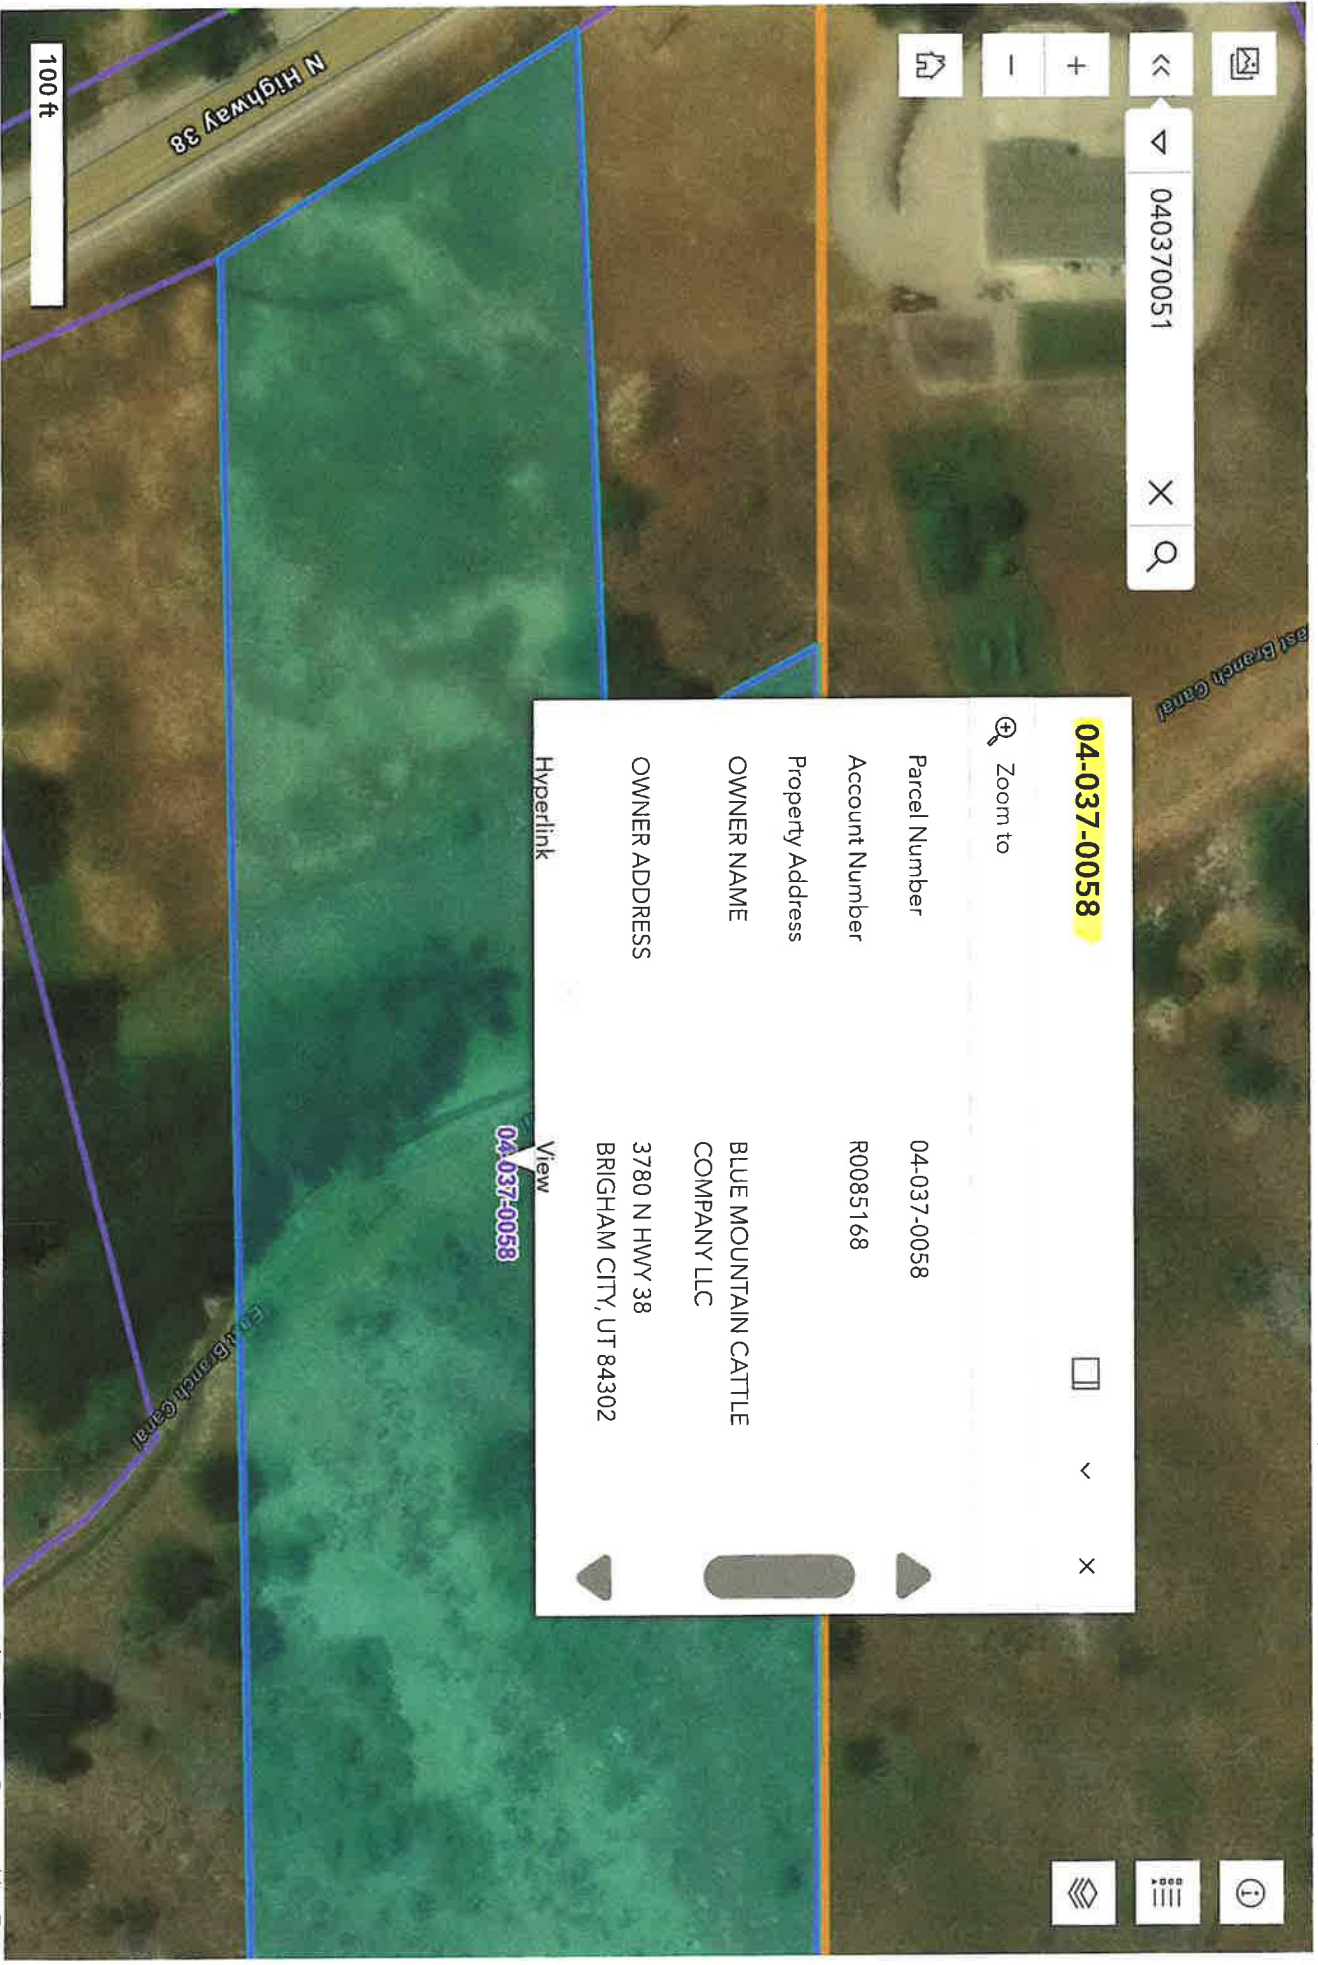 040370051
East Branch Canal
04-037-0058
Zoom to
Parcel Number 04-037-0058
Account Number R0085168
Property Address
OWNER NAME BLUE MOUNTAIN CATTLE
COMPANY LLC
OWNER ADDRESS 3780 N HWY 38
BRIGHAM CITY, UT 84302
Hyperlink View
04-037-0058
East Branch Canal
N Highway 38
100 ft